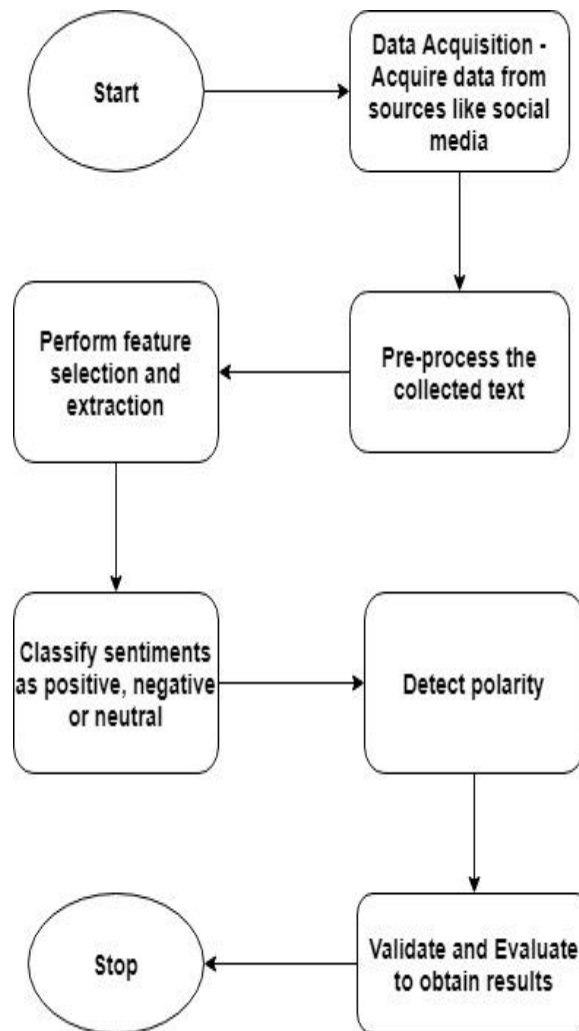 Start
Data Acquisition -
Acquire data from
sources like social
media
Pre-process the
collected text
Perform feature
selection and
extraction
Classify sentiments
as positive, negative
or neutral
Detect polarity
Validate and Evaluate
to obtain results
Stop